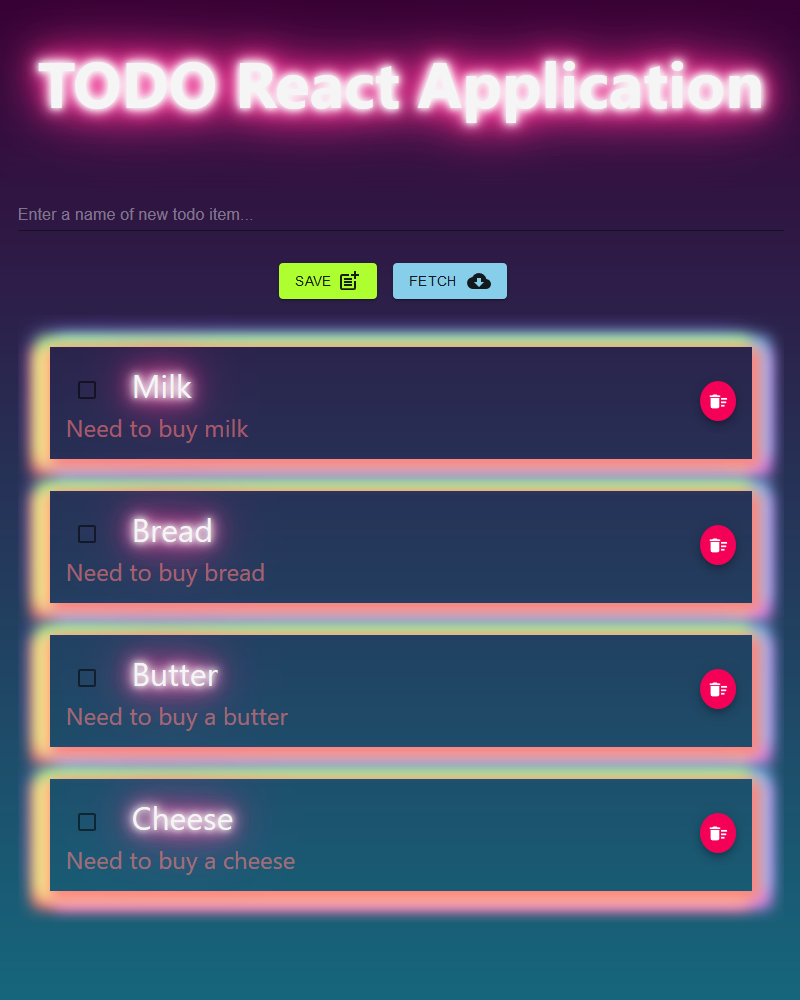 TODO React Application
Enter a name of new todo item...
SAVE FETCH
Milk
Need to buy milk
Bread
Need to buy bread
Butter
Need to buy a butter
Cheese
Need to buy a cheese